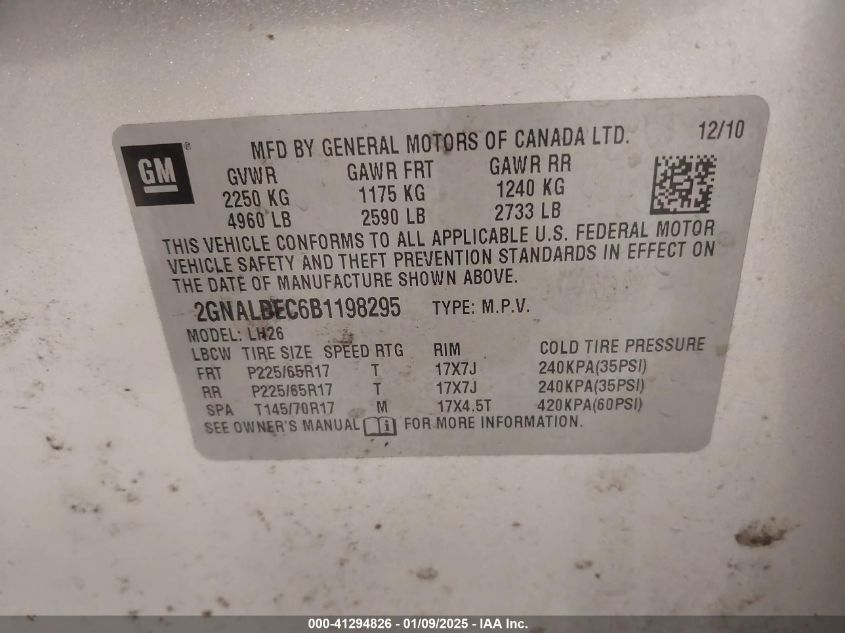 GM®
MFD BY GENERAL MOTORS OF CANADA LTD. 12/10
GVWR GAWR FRT GAWR RR
2250 KG 1175 KG 1240 KG
4960 LB 2590 LB 2733 LB
THIS VEHICLE CONFORMS TO ALL APPLICABLE U.S. FEDERAL MOTOR
VEHICLE SAFETY AND THEFT PREVENTION STANDARDS IN EFFECT ON
THE DATE OF MANUFACTURE SHOWN ABOVE.
2GNALBEC6B1198295 TYPE: M.P.V.
MODEL: LH26
LBCW TIRE SIZE SPEED RTG RIM COLD TIRE PRESSURE
FRT P225/65R17 T 17X7J 240KPA(35PSI)
RR P225/65R17 T 17X7J 240KPA(35PSI)
SPA T145/70R17 M 17X4.5T 420KPA(60PSI)
SEE OWNER'S MANUAL i FOR MORE INFORMATION.
000-41294826 - 01/09/2025 - IAA Inc.